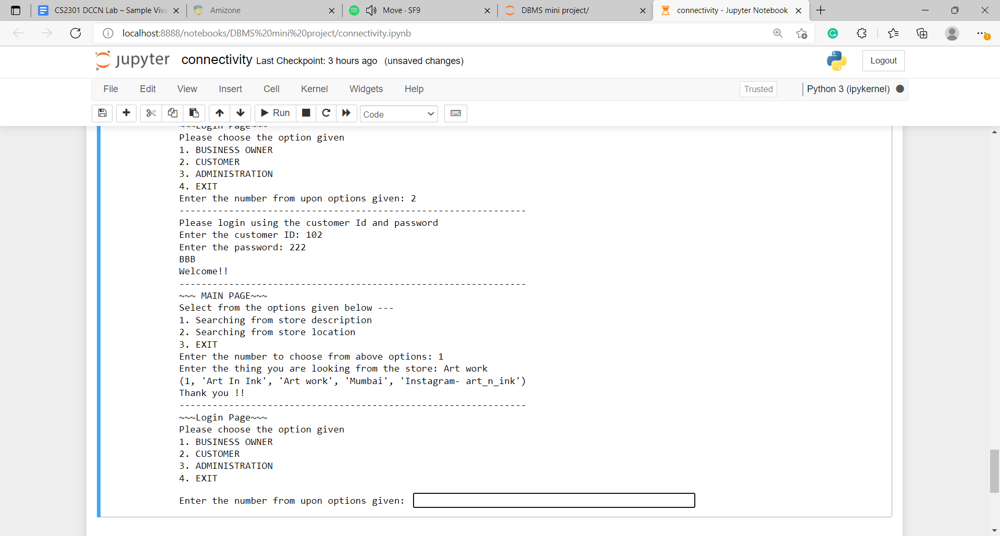 CS2301 DCCN Lab – Sample Viva
Amizone
Move · SF9
DBMS mini project/
connectivity - Jupyter Notebook
localhost:8888/notebooks/DBMS%20mini%20project/connectivity.ipynb
jupyter connectivity Last Checkpoint: 3 hours ago (unsaved changes)
Logout
File Edit View Insert Cell Kernel Widgets Help
Trusted
Python 3 (ipykernel)
Run
Code
~~~Login Page~~~
Please choose the option given
1. BUSINESS OWNER
2. CUSTOMER
3. ADMINISTRATION
4. EXIT
Enter the number from upon options given: 2
---------------------------------------------------------------
Please login using the customer Id and password
Enter the customer ID: 102
Enter the password: 222
BBB
Welcome!!
---------------------------------------------------------------
~~~ MAIN PAGE~~~
Select from the options given below ---
1. Searching from store description
2. Searching from store location
3. EXIT
Enter the number to choose from above options: 1
Enter the thing you are looking from the store: Art work
(1, 'Art In Ink', 'Art work', 'Mumbai', 'Instagram- art_n_ink')
Thank you !!
---------------------------------------------------------------
~~~Login Page~~~
Please choose the option given
1. BUSINESS OWNER
2. CUSTOMER
3. ADMINISTRATION
4. EXIT
Enter the number from upon options given: